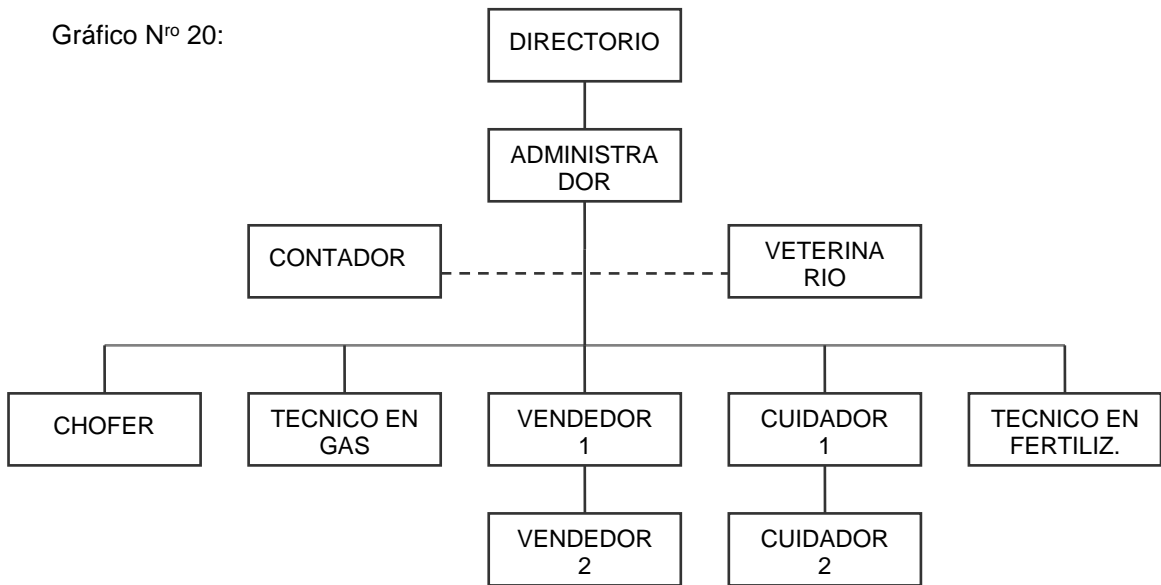 Gráfico Nʳᵒ 20:
DIRECTORIO
ADMINISTRA
DOR
CONTADOR
VETERINA
RIO
CHOFER
TECNICO EN
GAS
VENDEDOR
1
CUIDADOR
1
TECNICO EN
FERTILIZ.
VENDEDOR
2
CUIDADOR
2